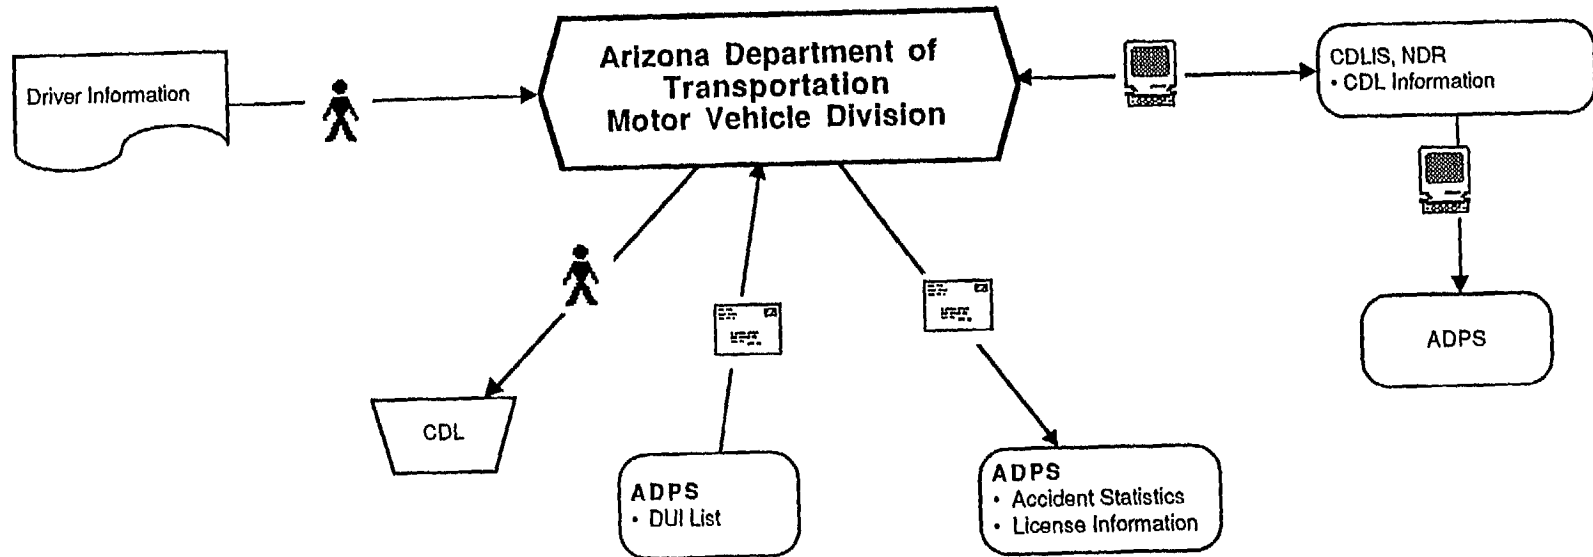 Arizona Department of
Transportation
Motor Vehicle Division
Driver Information
CDLIS, NDR
• CDL Information
ADPS
CDL
ADPS
• DUI List
ADPS
• Accident Statistics
• License Information